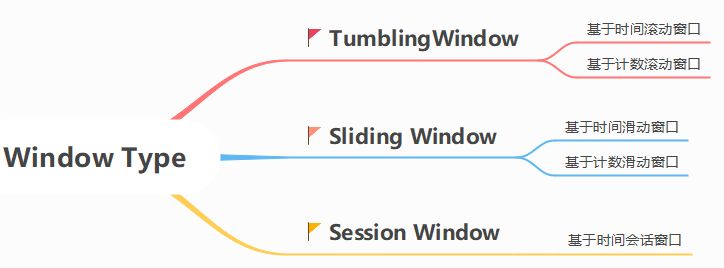 Window Type
TumblingWindow
基于时间滚动窗口
基于计数滚动窗口
Sliding Window
基于时间滑动窗口
基于计数滑动窗口
Session Window
基于时间会话窗口